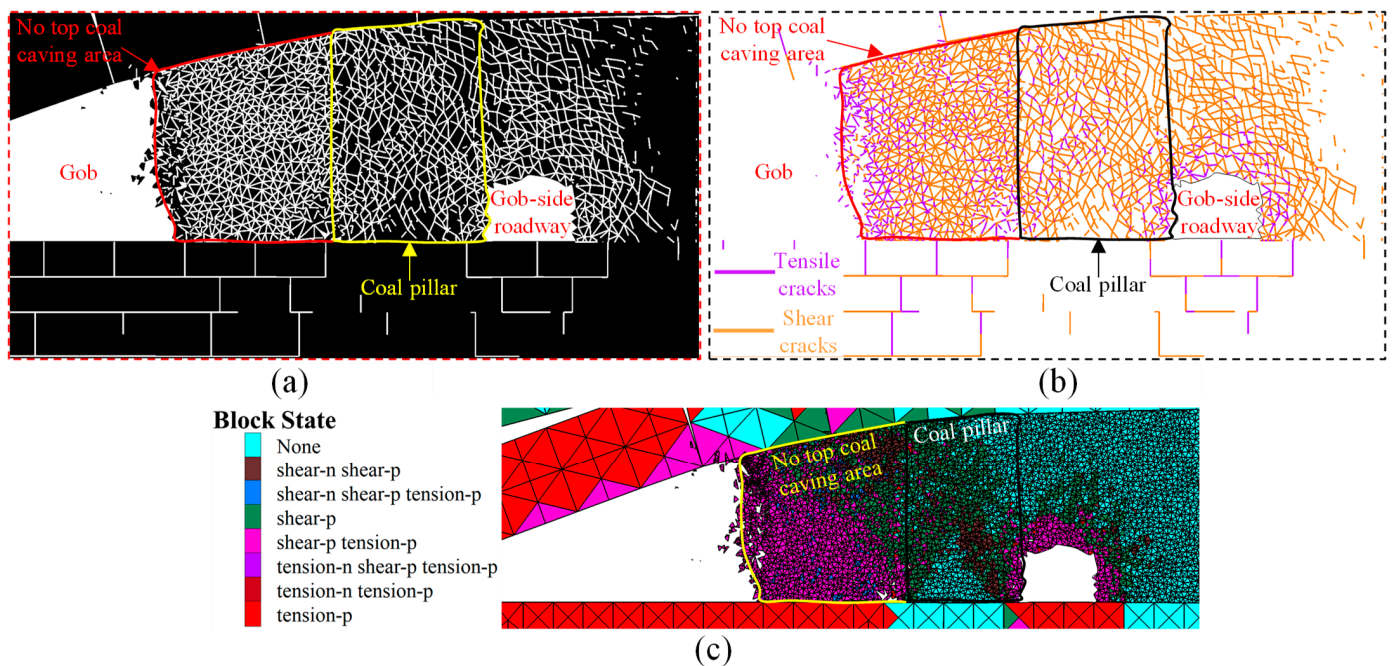 No top coal
caving area
Gob
Gob-side
roadway
Coal pillar
(a)
No top coal
caving area
Gob
Gob-side
roadway
Tensile
cracks
Coal pillar
Shear
cracks
(b)
Block State
None
shear-n shear-p
shear-n shear-p tension-p
shear-p
shear-p tension-p
tension-n shear-p tension-p
tension-n tension-p
tension-p
No top coal
caving area
Coal pillar
(c)